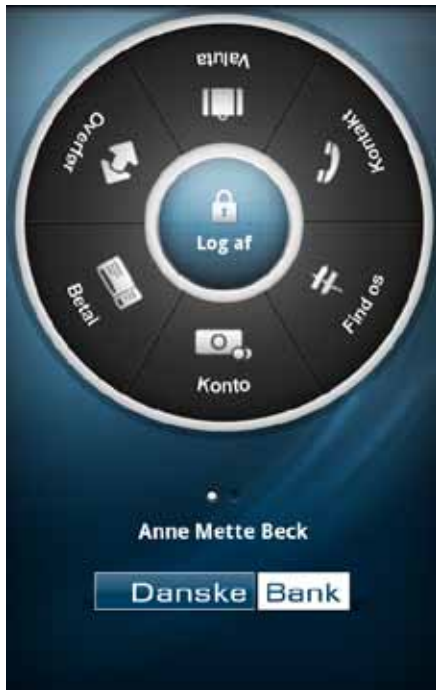 Valuta
Overfør
Kontakt
Log af
Betal
Find os
Konto
Anne Mette Beck
Danske Bank